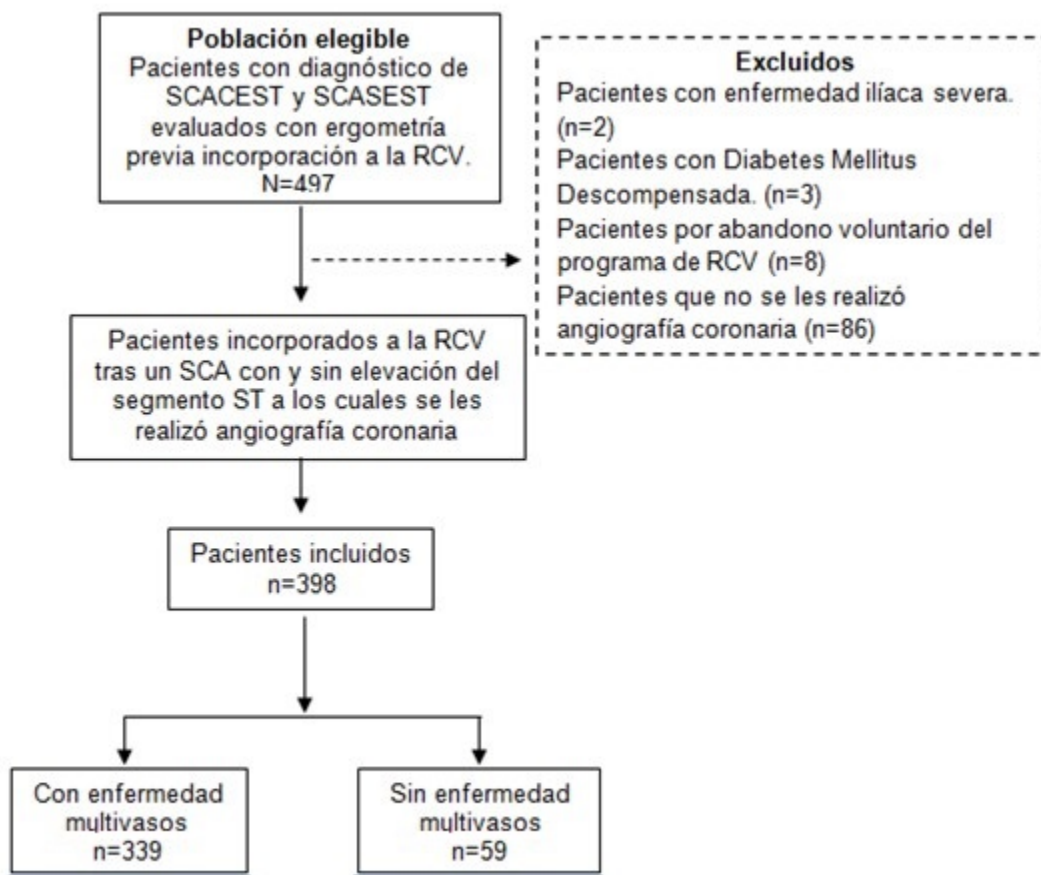 Población elegible
Pacientes con diagnóstico de
SCACEST y SCASEST
evaluados con ergometría
previa incorporación a la RCV.
N=497
Excluidos
Pacientes con enfermedad ilíaca severa.
(n=2)
Pacientes con Diabetes Mellitus
Descompensada. (n=3)
Pacientes por abandono voluntario del
programa de RCV (n=8)
Pacientes que no se les realizó
angiografía coronaria (n=86)
Pacientes incorporados a la RCV
tras un SCA con y sin elevación del
segmento ST a los cuales se les
realizó angiografía coronaria
Pacientes incluidos
n=398
Con enfermedad
multivasos
n=339
Sin enfermedad
multivasos
n=59